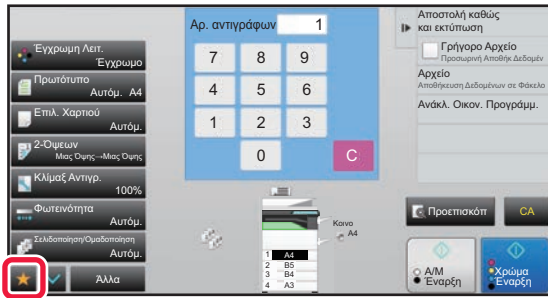 Έγχρωμη Λειτ.
Έγχρωμο
Πρωτότυπο
Αυτόμ. A4
Επιλ. Χαρτιού
Αυτόμ.
2-Όψεων
Μιας Όψης→Μιας Όψης
Κλίμαξ Αντιγρ.
100%
Φωτεινότητα
Αυτόμ.
Σελιδοποίηση/Ομαδοποίηση
Αυτόμ.
Άλλα
Αρ. αντιγράφων 1
7 8 9
4 5 6
1 2 3
0 C
Κοινο
A4
1 A4
2 B5
3 B4
4 A3
Αποστολή καθώς
και εκτύπωση
Γρήγορο Αρχείο
Προσωρινή Αποθήκ Δεδομέν
Αρχείο
Αποθήκευση Δεδομένων σε Φάκελο
Ανάκλ. Οικον. Προγράμμ.
Προεπισκόπ
CA
Α/Μ
Έναρξη
Χρώμα
Έναρξη